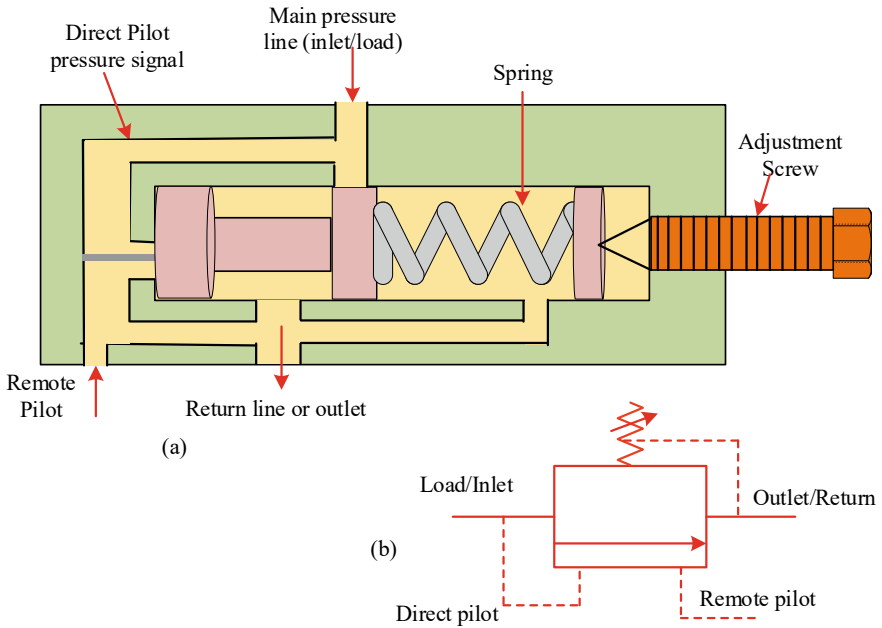 Main pressure
line (inlet/load)
Direct Pilot
pressure signal
Spring
Adjustment
Screw
Remote
Pilot
Return line or outlet
(a)
Load/Inlet
Outlet/Return
(b)
Direct pilot
Remote pilot